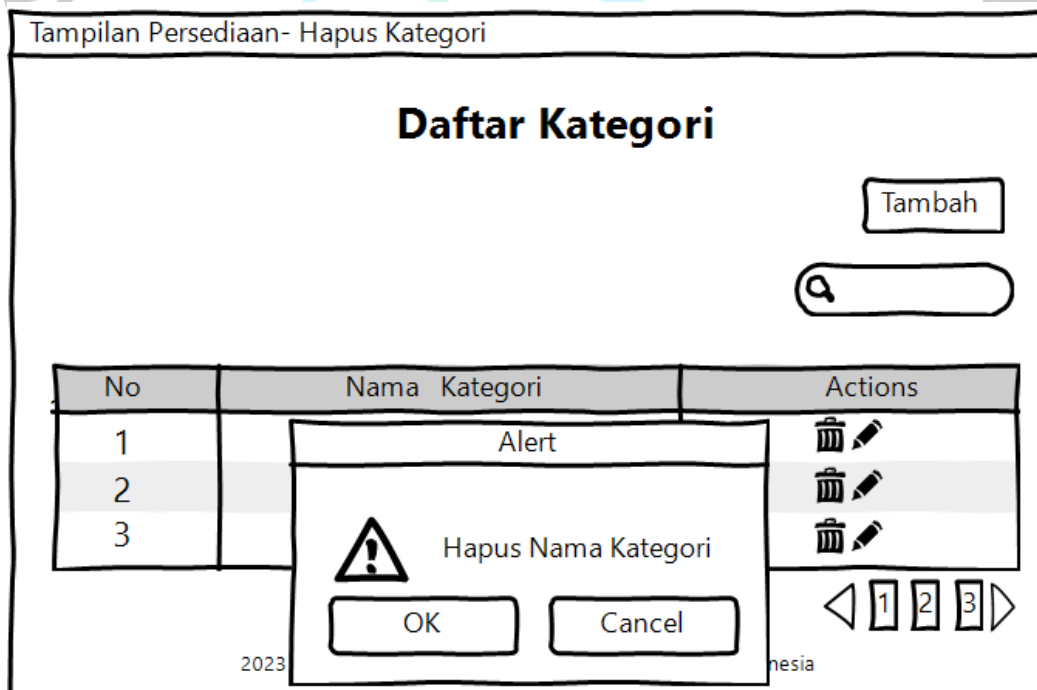 Tampilan Persediaan- Hapus Kategori
Daftar Kategori
Tambah
No Nama Kategori Actions
1
Alert
2
3
Hapus Nama Kategori
OK Cancel
1 2 3
2023